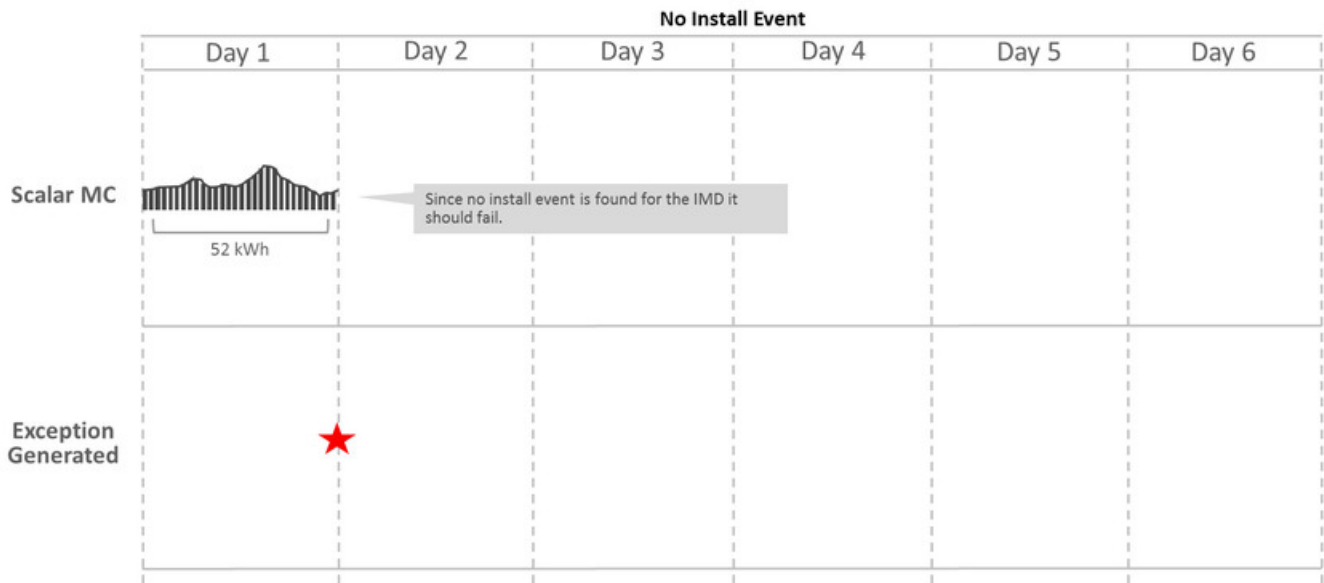 No Install Event
Day 1 Day 2 Day 3 Day 4 Day 5 Day 6
Scalar MC
Since no install event is found for the IMD it
should fail.
52 kWh
Exception
Generated